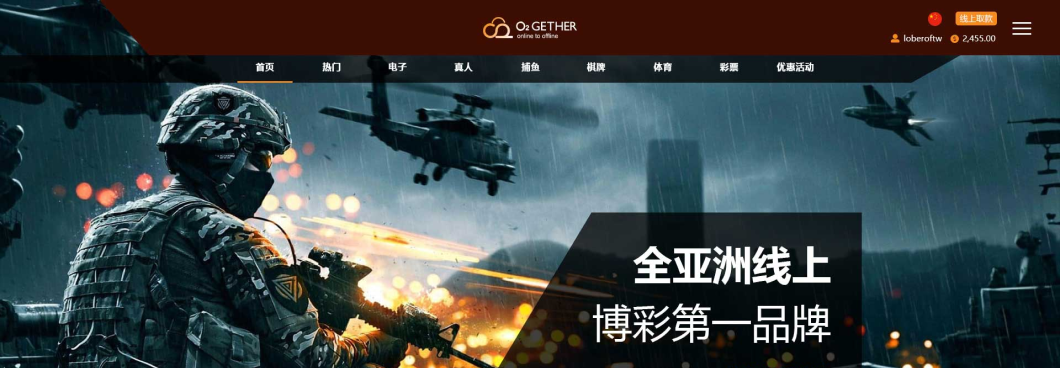 O2 GETHER
online to offline
线上取款
loberoftw
2,455.00
首页 热门 电子 真人 捕鱼 棋牌 体育 彩票 优惠活动
全亚洲线上
博彩第一品牌